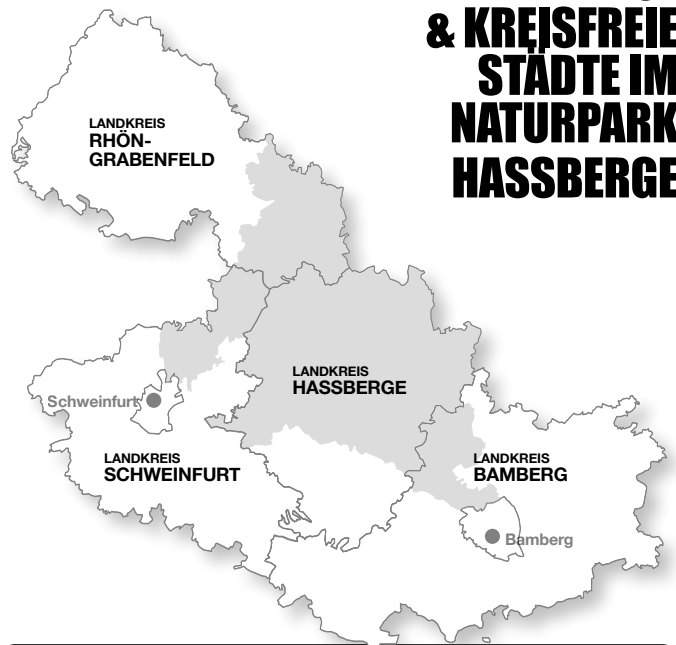 & KREISFREIE
STÄDTE IM
NATURPARK
HASSBERGE
LANDKREIS
RHÖN-
GRABENFELD
LANDKREIS
HASSBERGE
Schweinfurt
LANDKREIS
SCHWEINFURT
LANDKREIS
BAMBERG
Bamberg